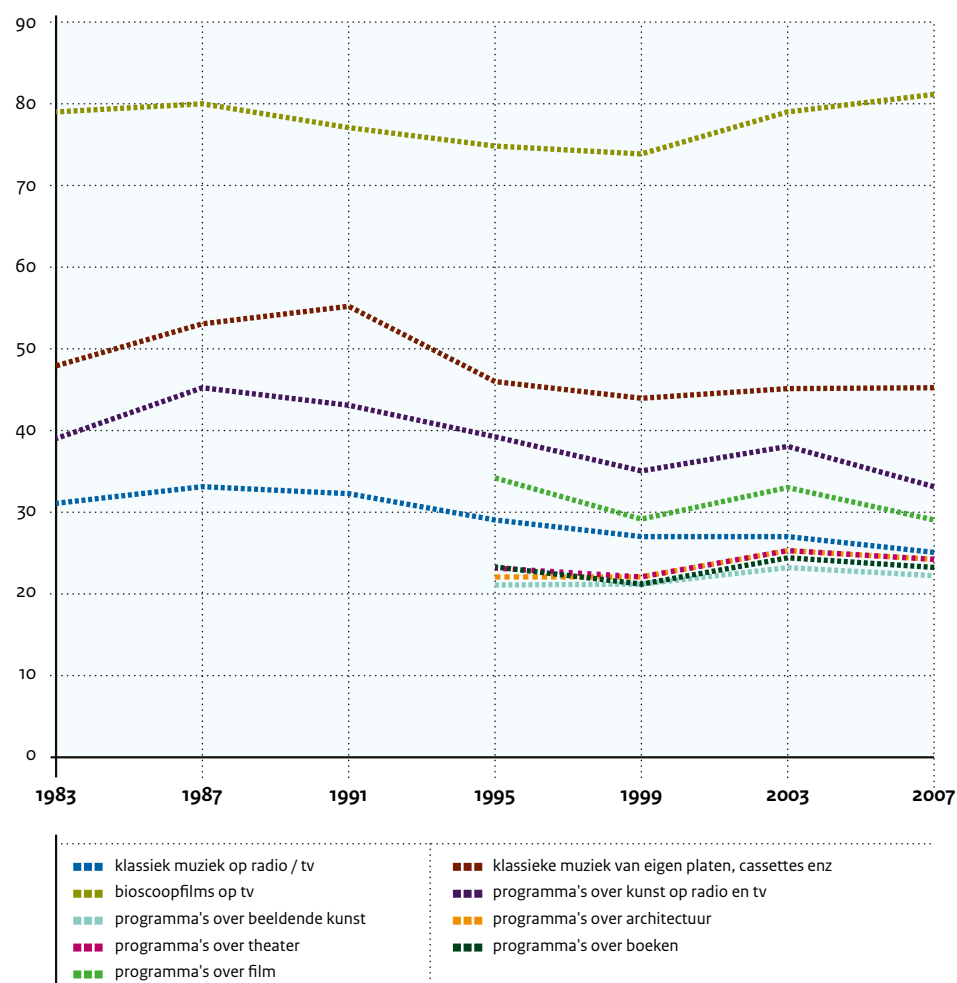 90
80
70
60
50
40
30
20
10
0
1983 1987 1991 1995 1999 2003 2007
klassiek muziek op radio / tv
bioscoopfilms op tv
programma's over beeldende kunst
programma's over theater
programma's over film
klassieke muziek van eigen platen, cassettes enz
programma's over kunst op radio en tv
programma's over architectuur
programma's over boeken